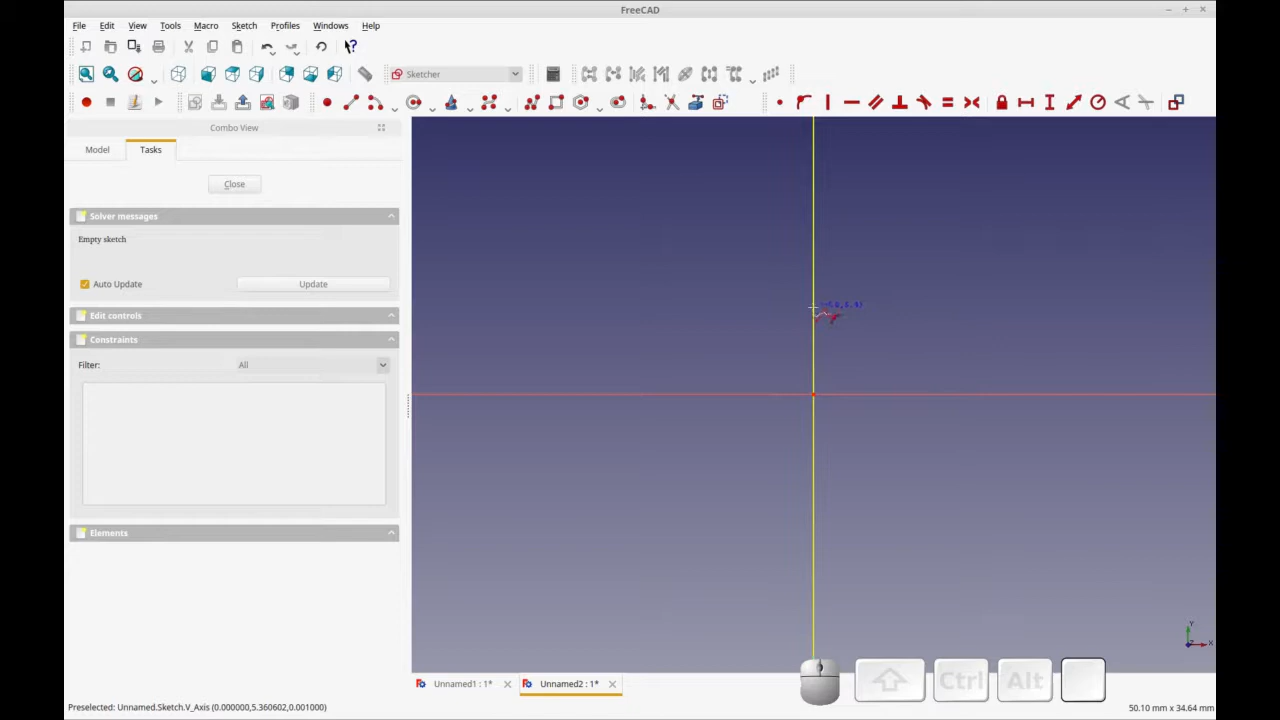 FreeCAD
File Edit View Tools Macro Sketch Profiles Windows Help
Sketcher
Combo View
Model Tasks
Close
Solver messages
Empty sketch
Auto Update Update
Edit controls
Constraints
Filter: All
Elements
Y
X
Z
Unnamed1 : 1* Unnamed2 : 1*
Ctrl Alt
Preselected: Unnamed.Sketch.V_Axis (0.000000,5.360602,0.001000) 50.10 mm x 34.64 mm